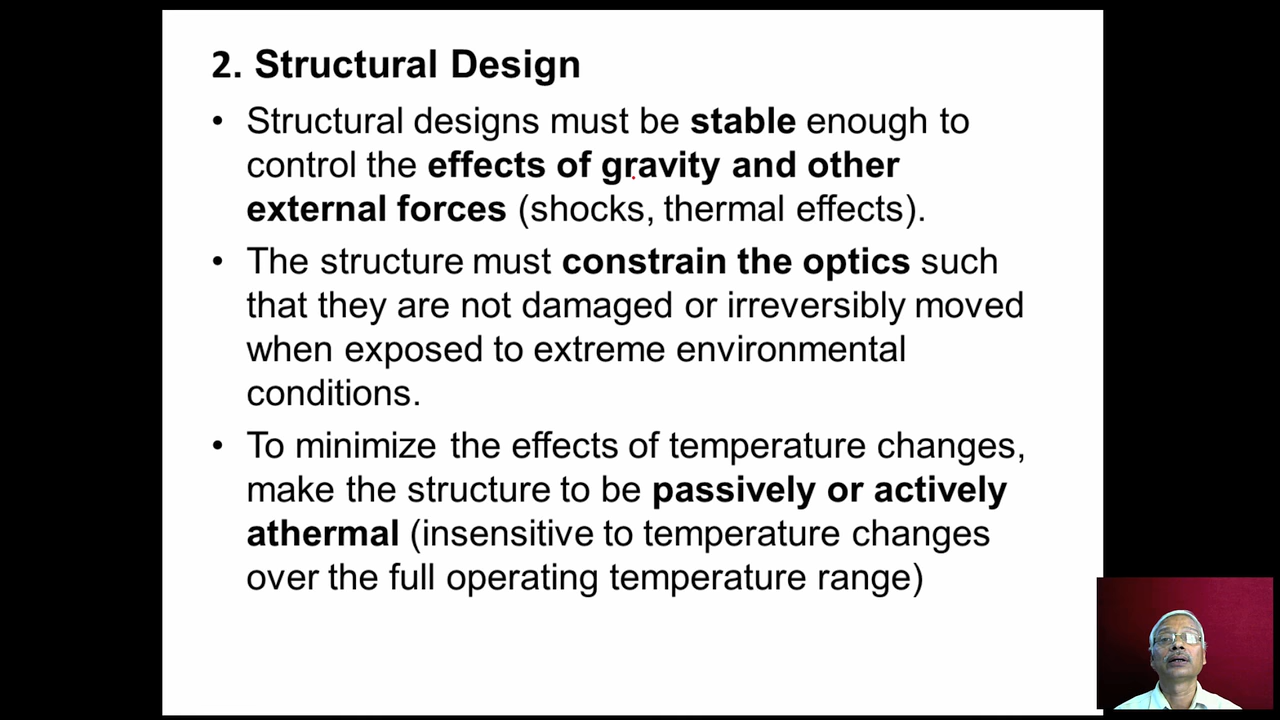 2. Structural Design
• Structural designs must be stable enough to
control the effects of gravity and other
external forces (shocks, thermal effects).
• The structure must constrain the optics such
that they are not damaged or irreversibly moved
when exposed to extreme environmental
conditions.
• To minimize the effects of temperature changes,
make the structure to be passively or actively
athermal (insensitive to temperature changes
over the full operating temperature range)